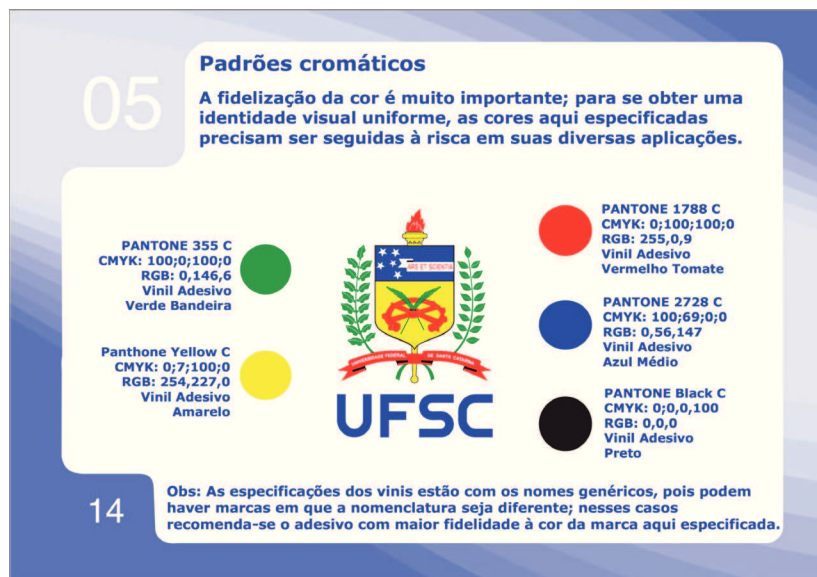 05
Padrões cromáticos
A fidelização da cor é muito importante; para se obter uma
identidade visual uniforme, as cores aqui especificadas
precisam ser seguidas à risca em suas diversas aplicações.
PANTONE 355 C
CMYK: 100;0;100;0
RGB: 0,146,6
Vinil Adesivo
Verde Bandeira
Panthone Yellow C
CMYK: 0;7;100;0
RGB: 254,227,0
Vinil Adesivo
Amarelo
ARS ET SCIENTIA
UNIVERSIDADE FEDERAL
DE SANTA CATARINA
UFSC
PANTONE 1788 C
CMYK: 0;100;100;0
RGB: 255,0,9
Vinil Adesivo
Vermelho Tomate
PANTONE 2728 C
CMYK: 100;69;0;0
RGB: 0,56,147
Vinil Adesivo
Azul Médio
PANTONE Black C
CMYK: 0;0,0,100
RGB: 0,0,0
Vinil Adesivo
Preto
14
Obs: As especificações dos vinis estão com os nomes genéricos, pois podem
haver marcas em que a nomenclatura seja diferente; nesses casos
recomenda-se o adesivo com maior fidelidade à cor da marca aqui especificada.